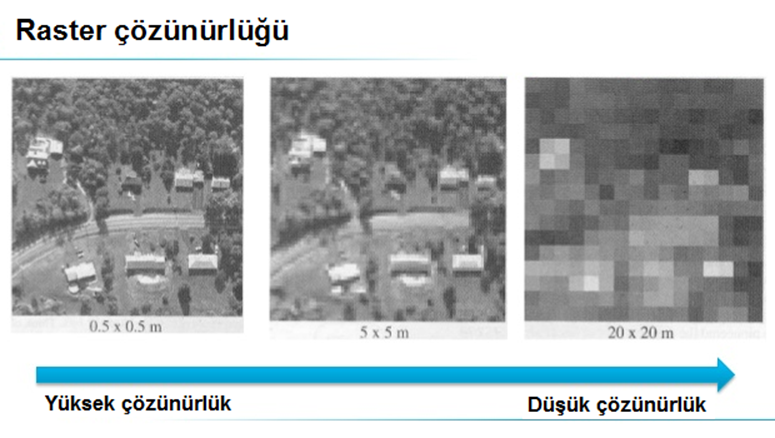 Raster çözünürlüğü
0.5 x 0.5 m
5 x 5 m
20 x 20 m
Yüksek çözünürlük
Düşük çözünürlük